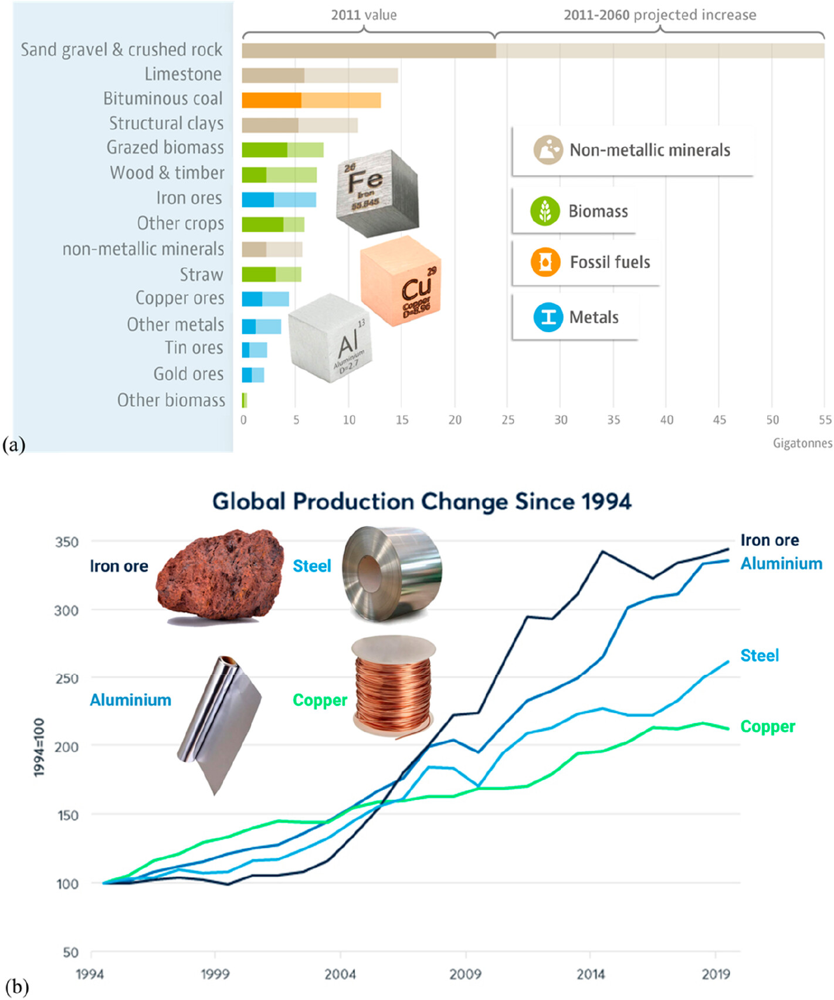 2011 value
2011-2060 projected increase
Sand gravel & crushed rock
Limestone
Bituminous coal
Structural clays
Grazed biomass
Wood & timber
Iron ores
Other crops
non-metallic minerals
Straw
Copper ores
Other metals
Tin ores
Gold ores
Other biomass
26
Fe
Iron
55.845
29
Cu
Copper
D=8.96
13
Al
Aluminium
D=2.7
Non-metallic minerals
Biomass
Fossil fuels
Metals
0 5 10 15 20 25 30 35 40 45 50 55
Gigatonnes
(a)
Global Production Change Since 1994
350
300
250
200
150
100
50
1994=100
Iron ore
Steel
Aluminium
Copper
Iron ore
Aluminium
Steel
Copper
1994 1999 2004 2009 2014 2019
(b)